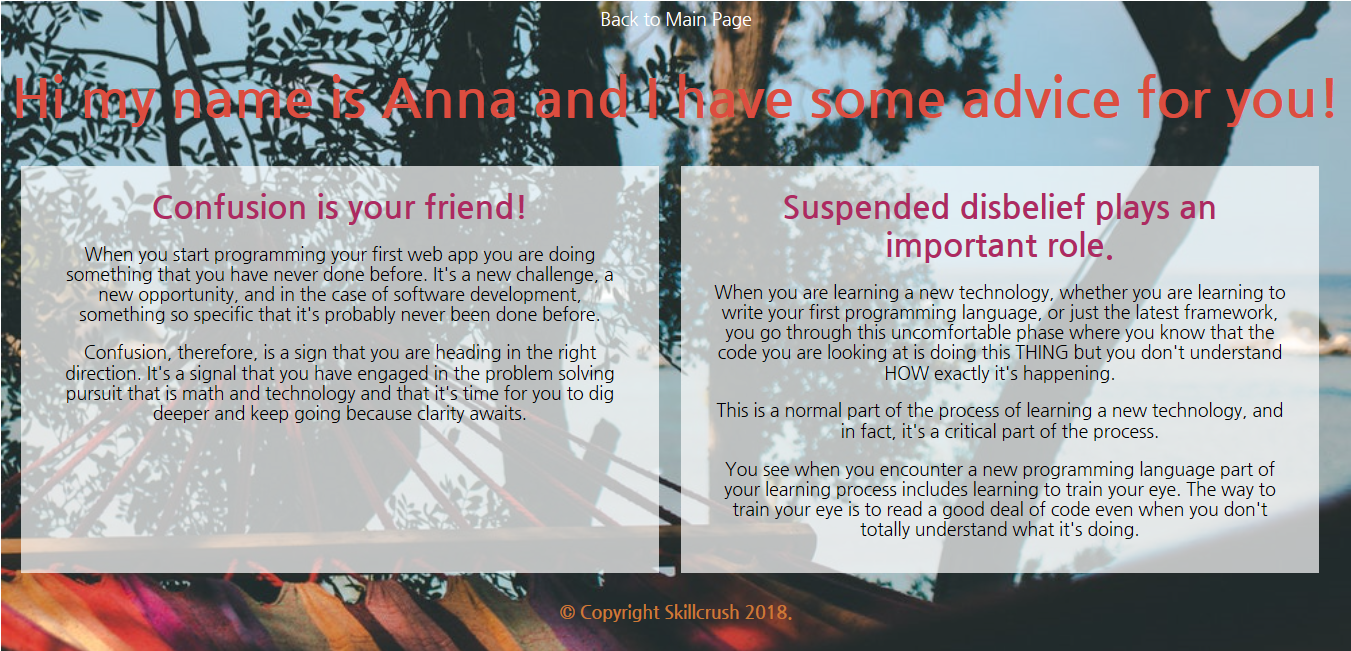 Back to Main Page
Hi my name is Anna and I have some advice for you!
Confusion is your friend!
When you start programming your first web app you are doing
something that you have never done before. It's a new challenge, a
new opportunity, and in the case of software development,
something so specific that it's probably never been done before.
Confusion, therefore, is a sign that you are heading in the right
direction. It's a signal that you have engaged in the problem solving
pursuit that is math and technology and that it's time for you to dig
deeper and keep going because clarity awaits.
Suspended disbelief plays an
important role.
When you are learning a new technology, whether you are learning to
write your first programming language, or just the latest framework,
you go through this uncomfortable phase where you know that the
code you are looking at is doing this THING but you don't understand
HOW exactly it's happening.
This is a normal part of the process of learning a new technology, and
in fact, it's a critical part of the process.
You see when you encounter a new programming language part of
your learning process includes learning to train your eye. The way to
train your eye is to read a good deal of code even when you don't
totally understand what it's doing.
© Copyright Skillcrush 2018.